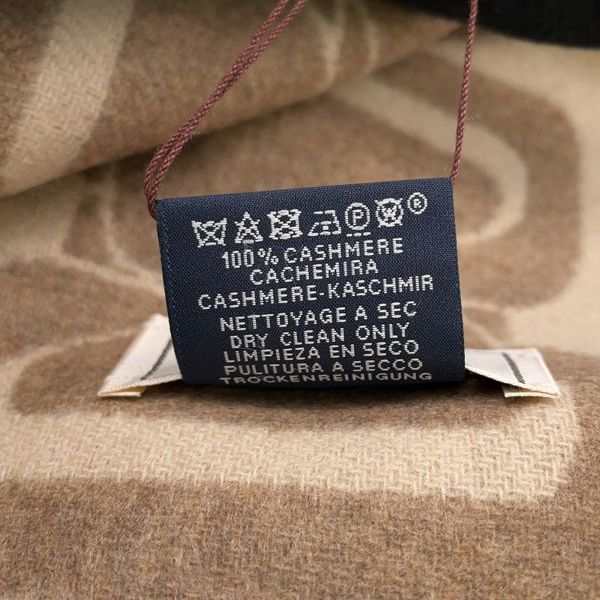 P W ®
100% CASHMERE
CACHEMIRA
CASHMERE-KASCHMIR
NETTOYAGE A SEC
DRY CLEAN ONLY
LIMPIEZA EN SECO
PULITURA A SECCO
TROCKENREINIGUNG